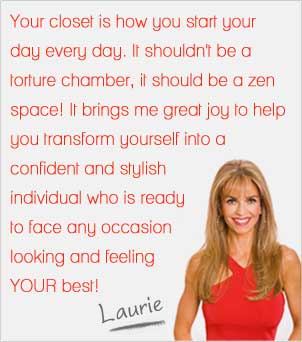 Your closet is how you start your
day every day. It shouldn't be a
torture chamber, it should be a zen
space! It brings me great joy to help
you transform yourself into a
confident and stylish
individual who is ready
to face any occasion
looking and feeling
YOUR best!
Laurie